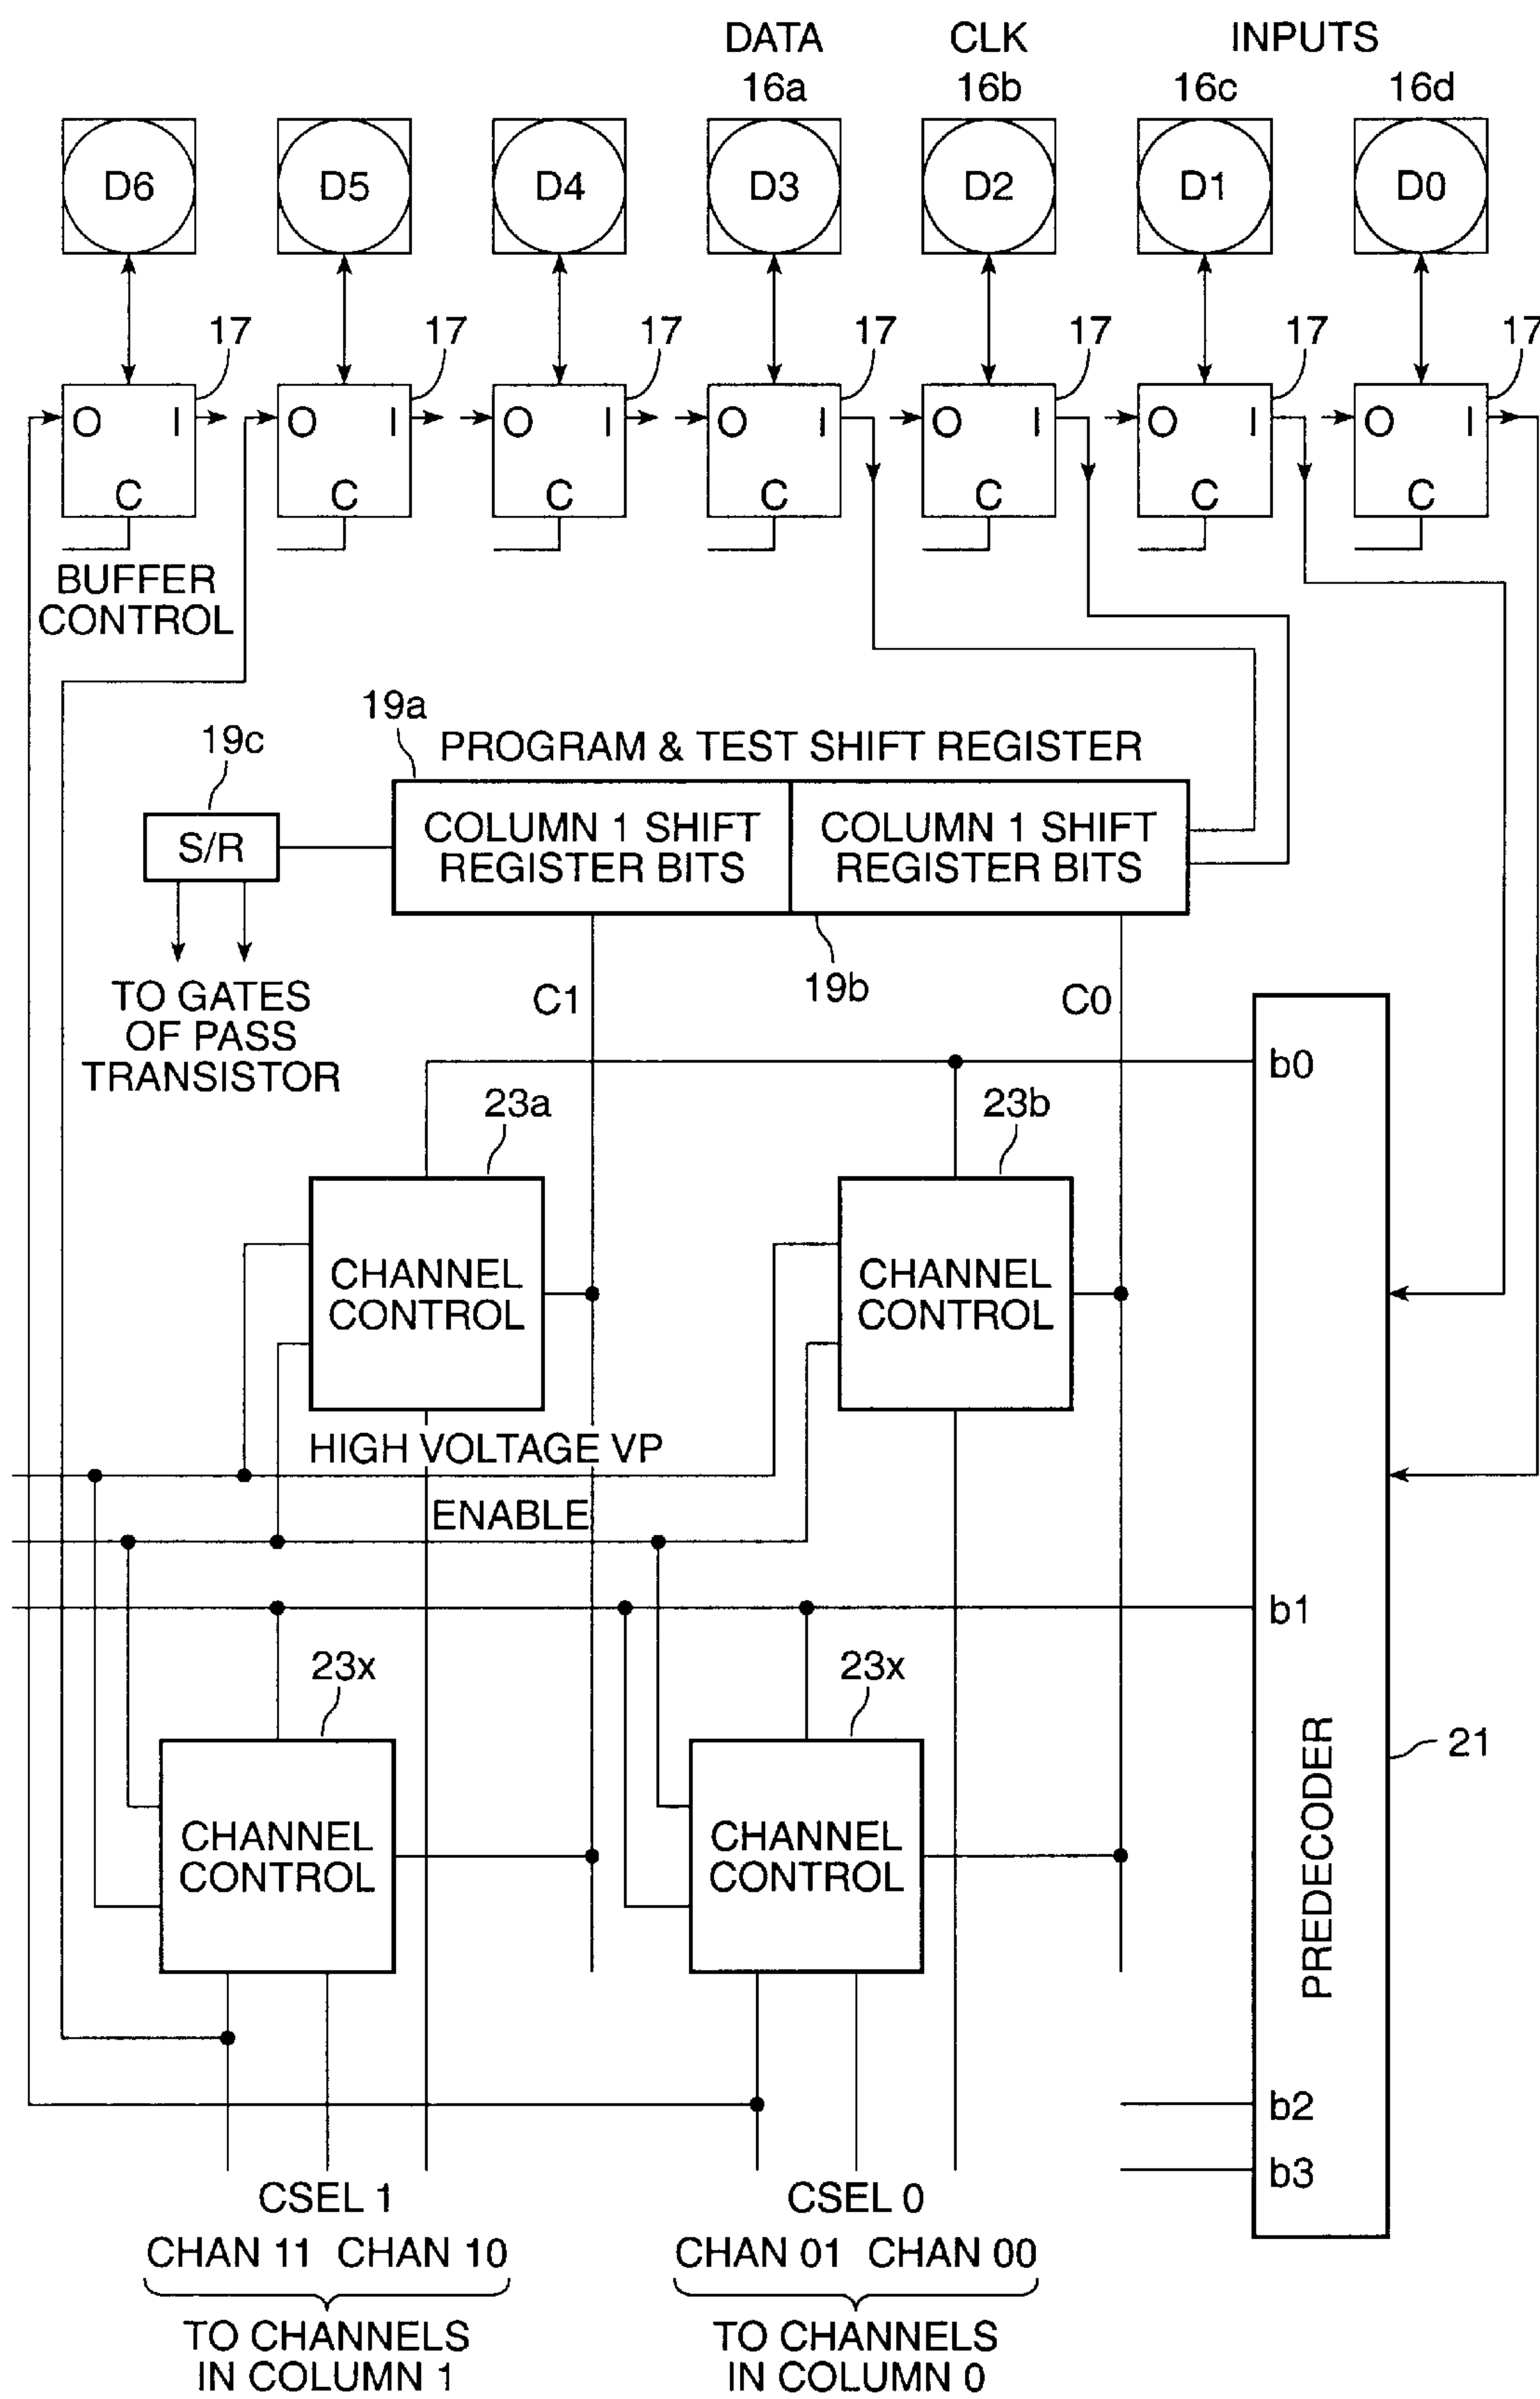 DATA CLK INPUTS
16a 16b 16c 16d
D6 D5 D4 D3 D2 D1 D0
17 17 17 17 17 17 17
O I O I O I O I O I O I O I
C C C C C C C
BUFFER
CONTROL
19a
19c
PROGRAM & TEST SHIFT REGISTER
S/R
COLUMN 1 SHIFT
REGISTER BITS
COLUMN 1 SHIFT
REGISTER BITS
19b
TO GATES
OF PASS
TRANSISTOR
C1
C0
b0
23a
23b
CHANNEL
CONTROL
CHANNEL
CONTROL
HIGH VOLTAGE VP
ENABLE
b1
23x
23x
21
CHANNEL
CONTROL
CHANNEL
CONTROL
PREDECODER
b2
b3
CSEL 1
CSEL 0
CHAN 11 CHAN 10
CHAN 01 CHAN 00
TO CHANNELS
IN COLUMN 1
TO CHANNELS
IN COLUMN 0